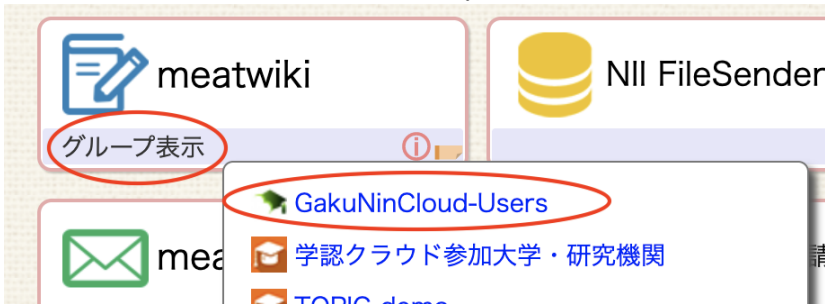 meatwiki
NII FileSender
グループ表示
GakuNinCloud-Users
学認クラウド参加大学・研究機関